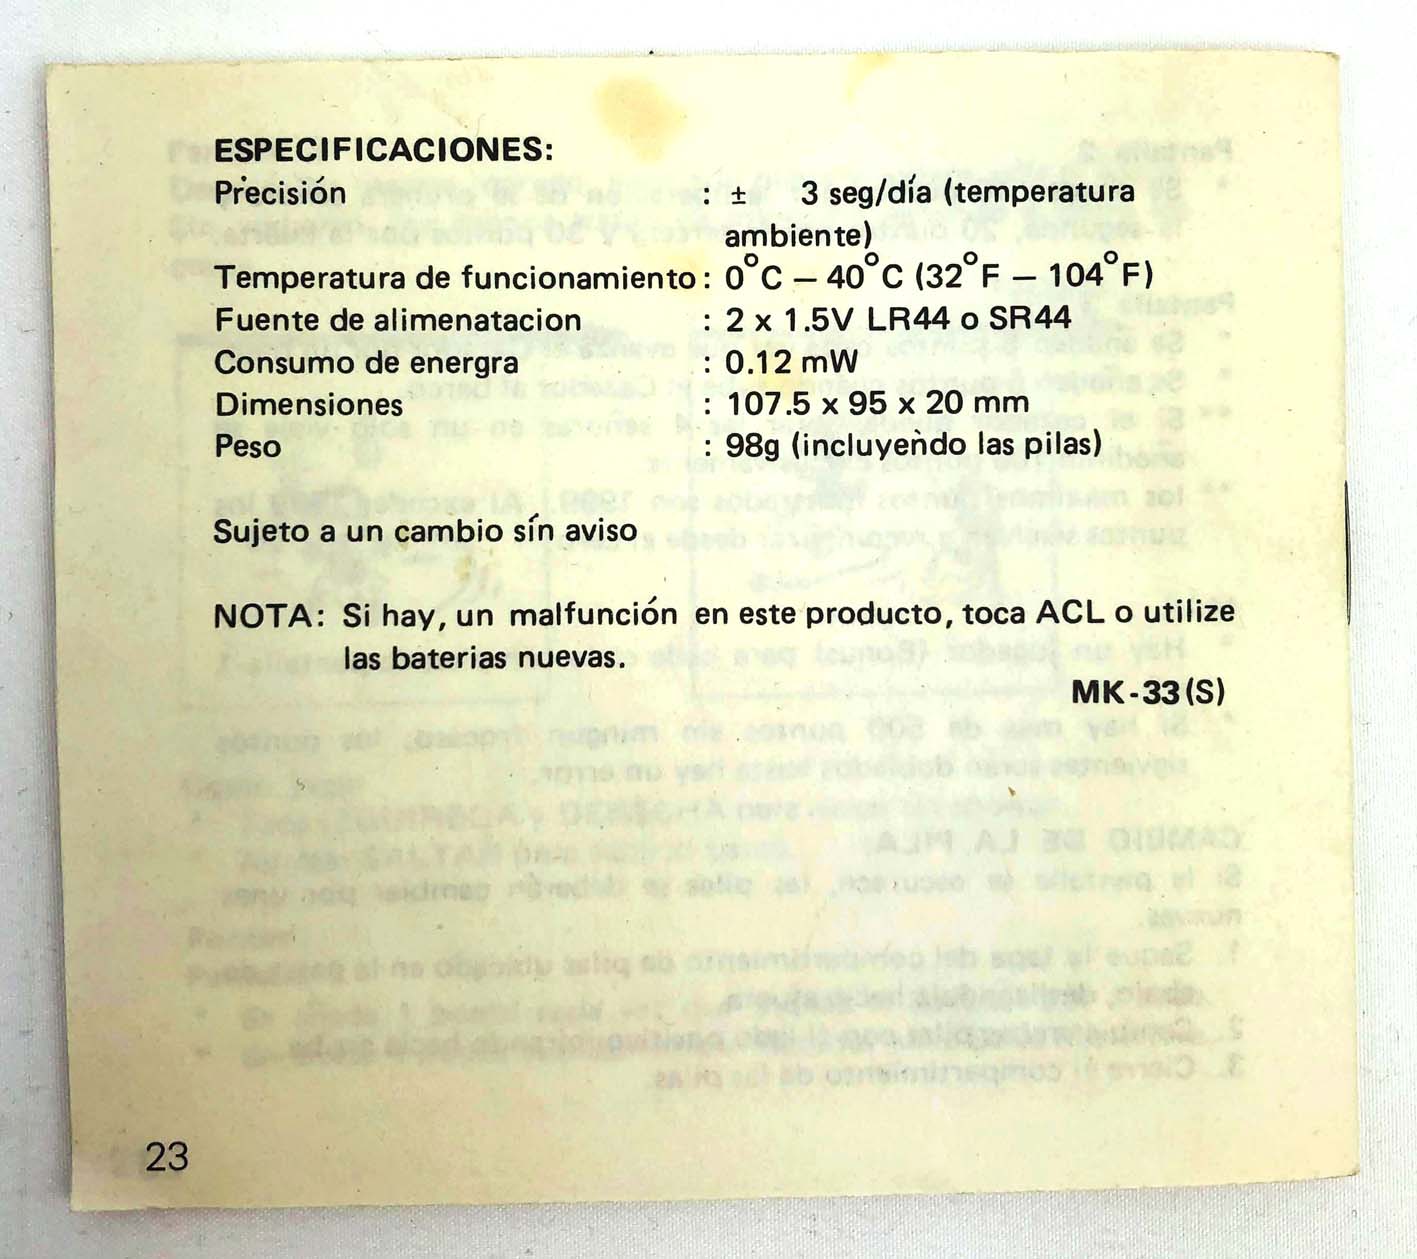 ESPECIFICACIONES:
Precisión : ± 3 seg/día (temperatura
ambiente)
Temperatura de funcionamiento : 0°C — 40°C (32°F — 104°F)
Fuente de alimenatacion : 2 x 1.5V LR44 o SR44
Consumo de energra : 0.12 mW
Dimensiones : 107.5 x 95 x 20 mm
Peso : 98g (incluyendo las pilas)
Sujeto a un cambio sín aviso
NOTA: Si hay, un malfunción en este producto, toca ACL o utilize
las baterias nuevas.
MK-33(S)
23